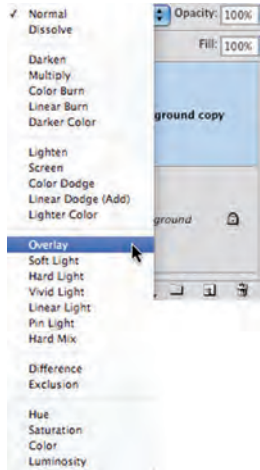 ✓ Normal
Dissolve
Darken
Multiply
Color Burn
Linear Burn
Darker Color
Lighten
Screen
Color Dodge
Linear Dodge (Add)
Lighter Color
Overlay
Soft Light
Hard Light
Vivid Light
Linear Light
Pin Light
Hard Mix
Difference
Exclusion
Hue
Saturation
Color
Luminosity
Opacity: 100%
Fill: 100%
ground copy
ground